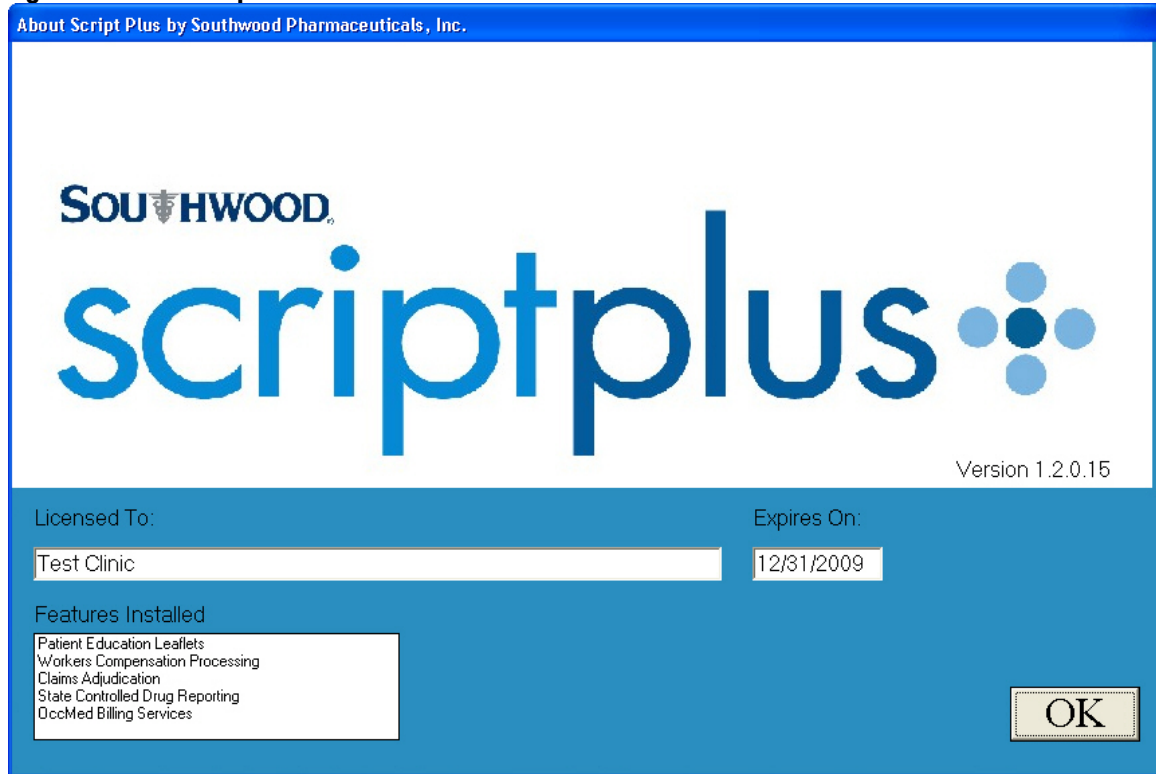 About Script Plus by Southwood Pharmaceuticals, Inc.
SOUTHWOOD®
scriptplus
Version 1.2.0.15
Licensed To:
Expires On:
Test Clinic
12/31/2009
Features Installed
Patient Education Leaflets
Workers Compensation Processing
Claims Adjudication
State Controlled Drug Reporting
OccMed Billing Services
OK